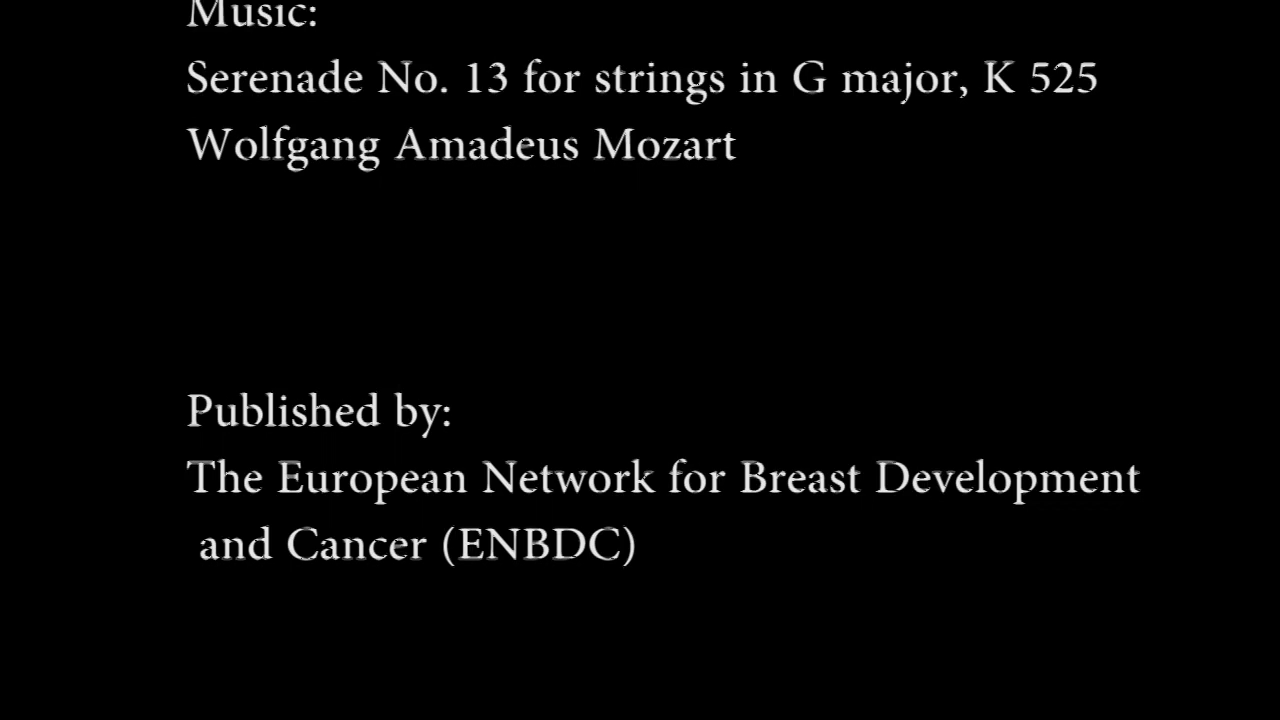 Music:
Serenade No. 13 for strings in G major, K 525
Wolfgang Amadeus Mozart
Published by:
The European Network for Breast Development
and Cancer (ENBDC)